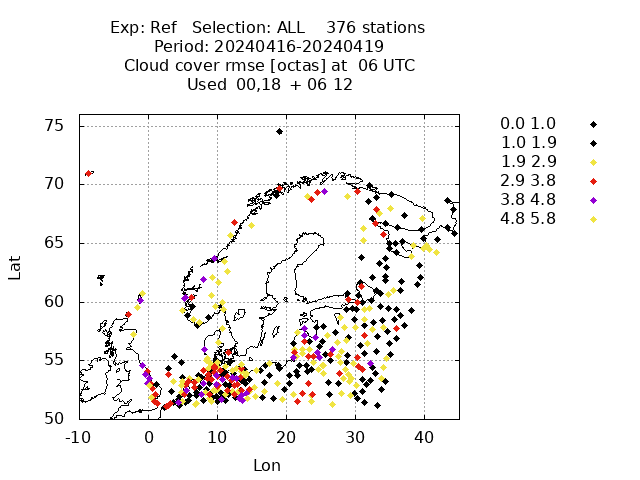 Exp: Ref Selection: ALL 376 stations
Period: 20240416-20240419
Cloud cover rmse [octas] at 06 UTC
Used 00,18 + 06 12
0.0 1.0
1.0 1.9
1.9 2.9
2.9 3.8
3.8 4.8
4.8 5.8
75
70
65
60
55
50
Lat
-10 0 10 20 30 40
Lon